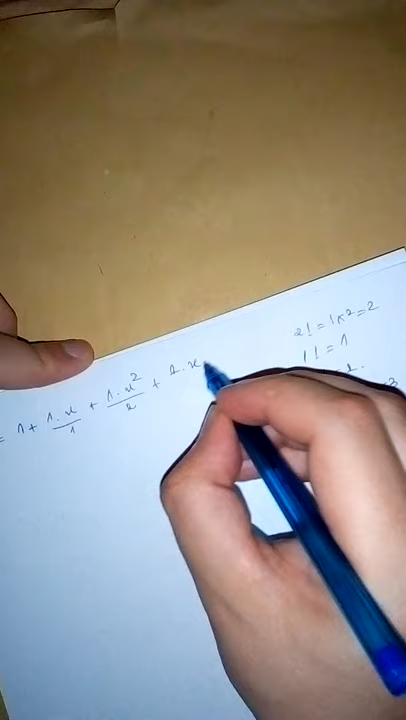 2! = 1x2 = 2
1! = 1
= 1 + 1.x/1 + 1.x²/2 + 1.x